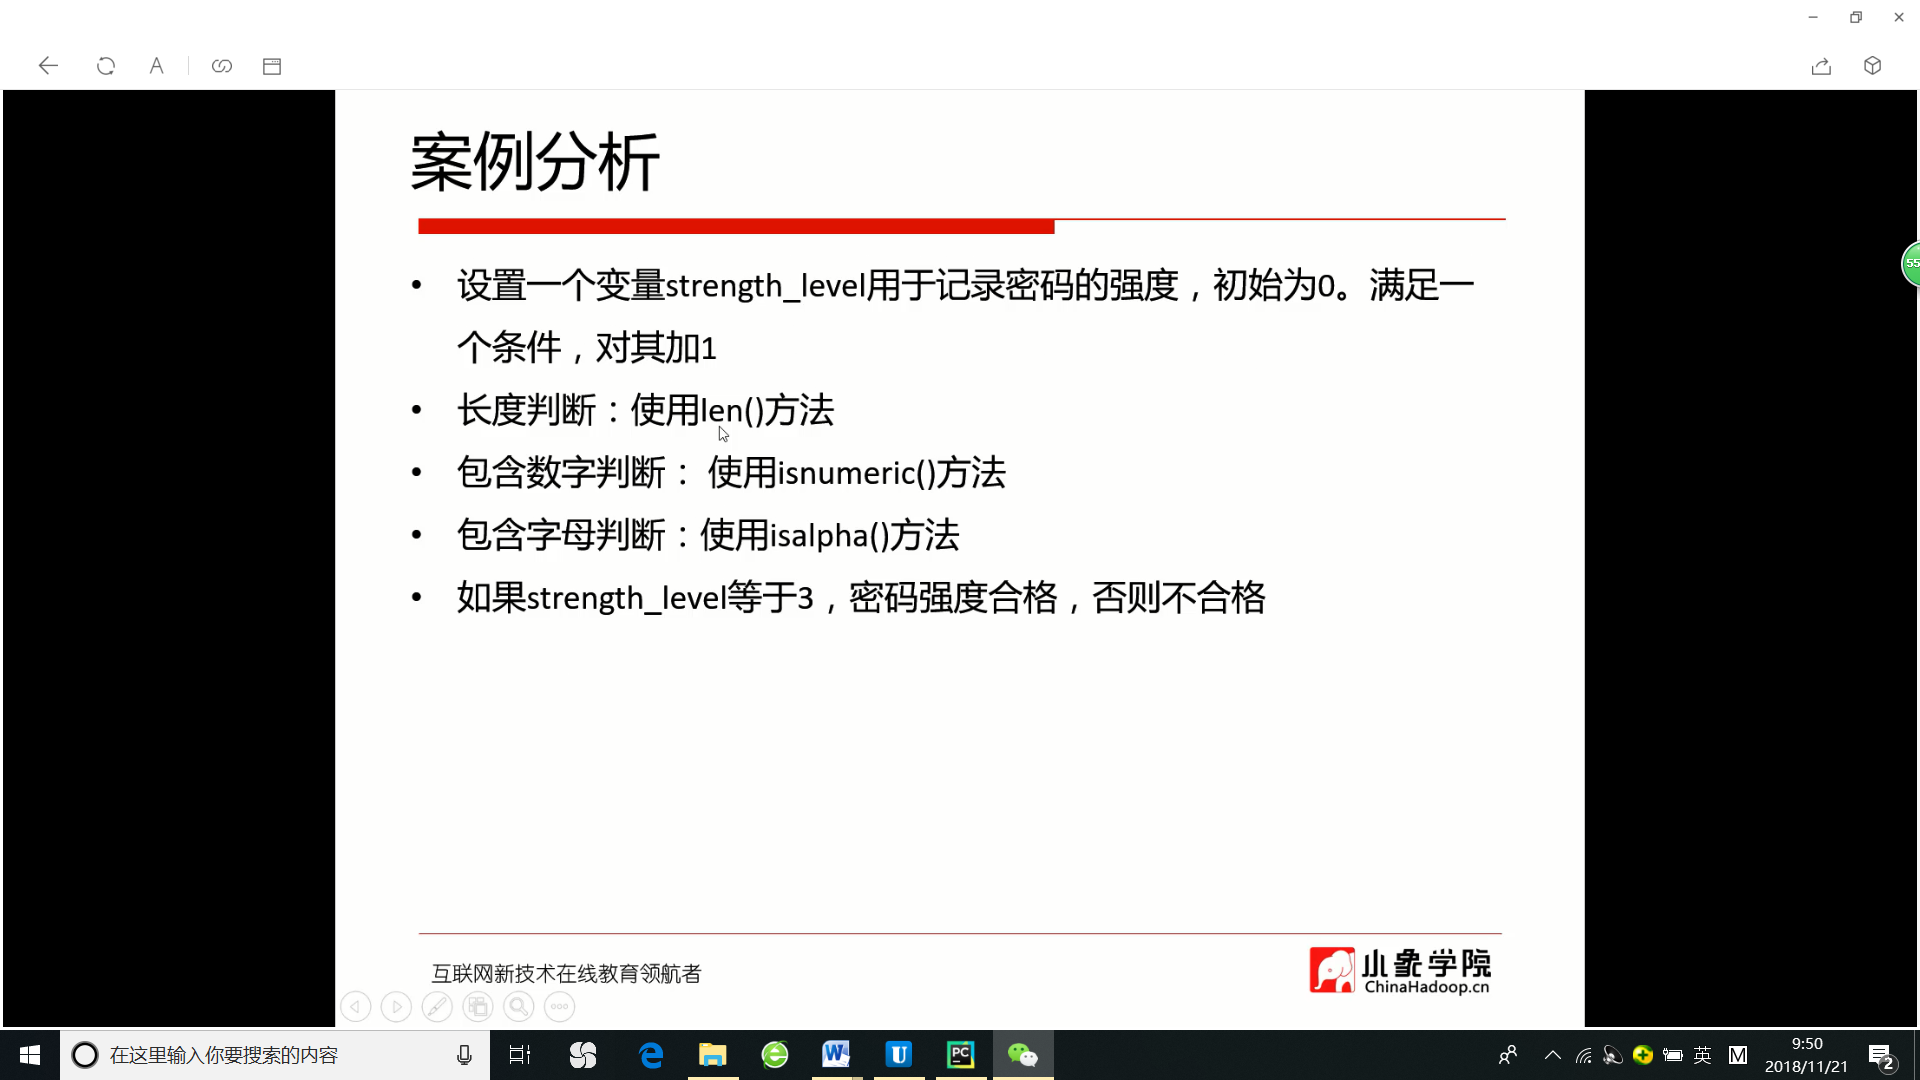 案例分析
• 设置一个变量strength_level用于记录密码的强度，初始为0。满足一
个条件，对其加1
• 长度判断：使用len()方法
• 包含数字判断： 使用isnumeric()方法
• 包含字母判断：使用isalpha()方法
• 如果strength_level等于3，密码强度合格，否则不合格
互联网新技术在线教育领航者
小象学院
ChinaHadoop.cn
55
在这里输入你要搜索的内容
W
U
PC
英
M
9:50
2018/11/21
2